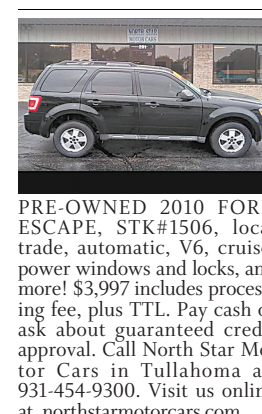 NORTH STAR
MOTOR CARS
PRE-OWNED 2010 FOR
ESCAPE, STK#1506, loca
trade, automatic, V6, cruis
power windows and locks, an
more! $3,997 includes proces
ing fee, plus TTL. Pay cash o
ask about guaranteed cred
approval. Call North Star Mo
tor Cars in Tullahoma a
931-454-9300. Visit us onlin
at northstarmotorcars.com